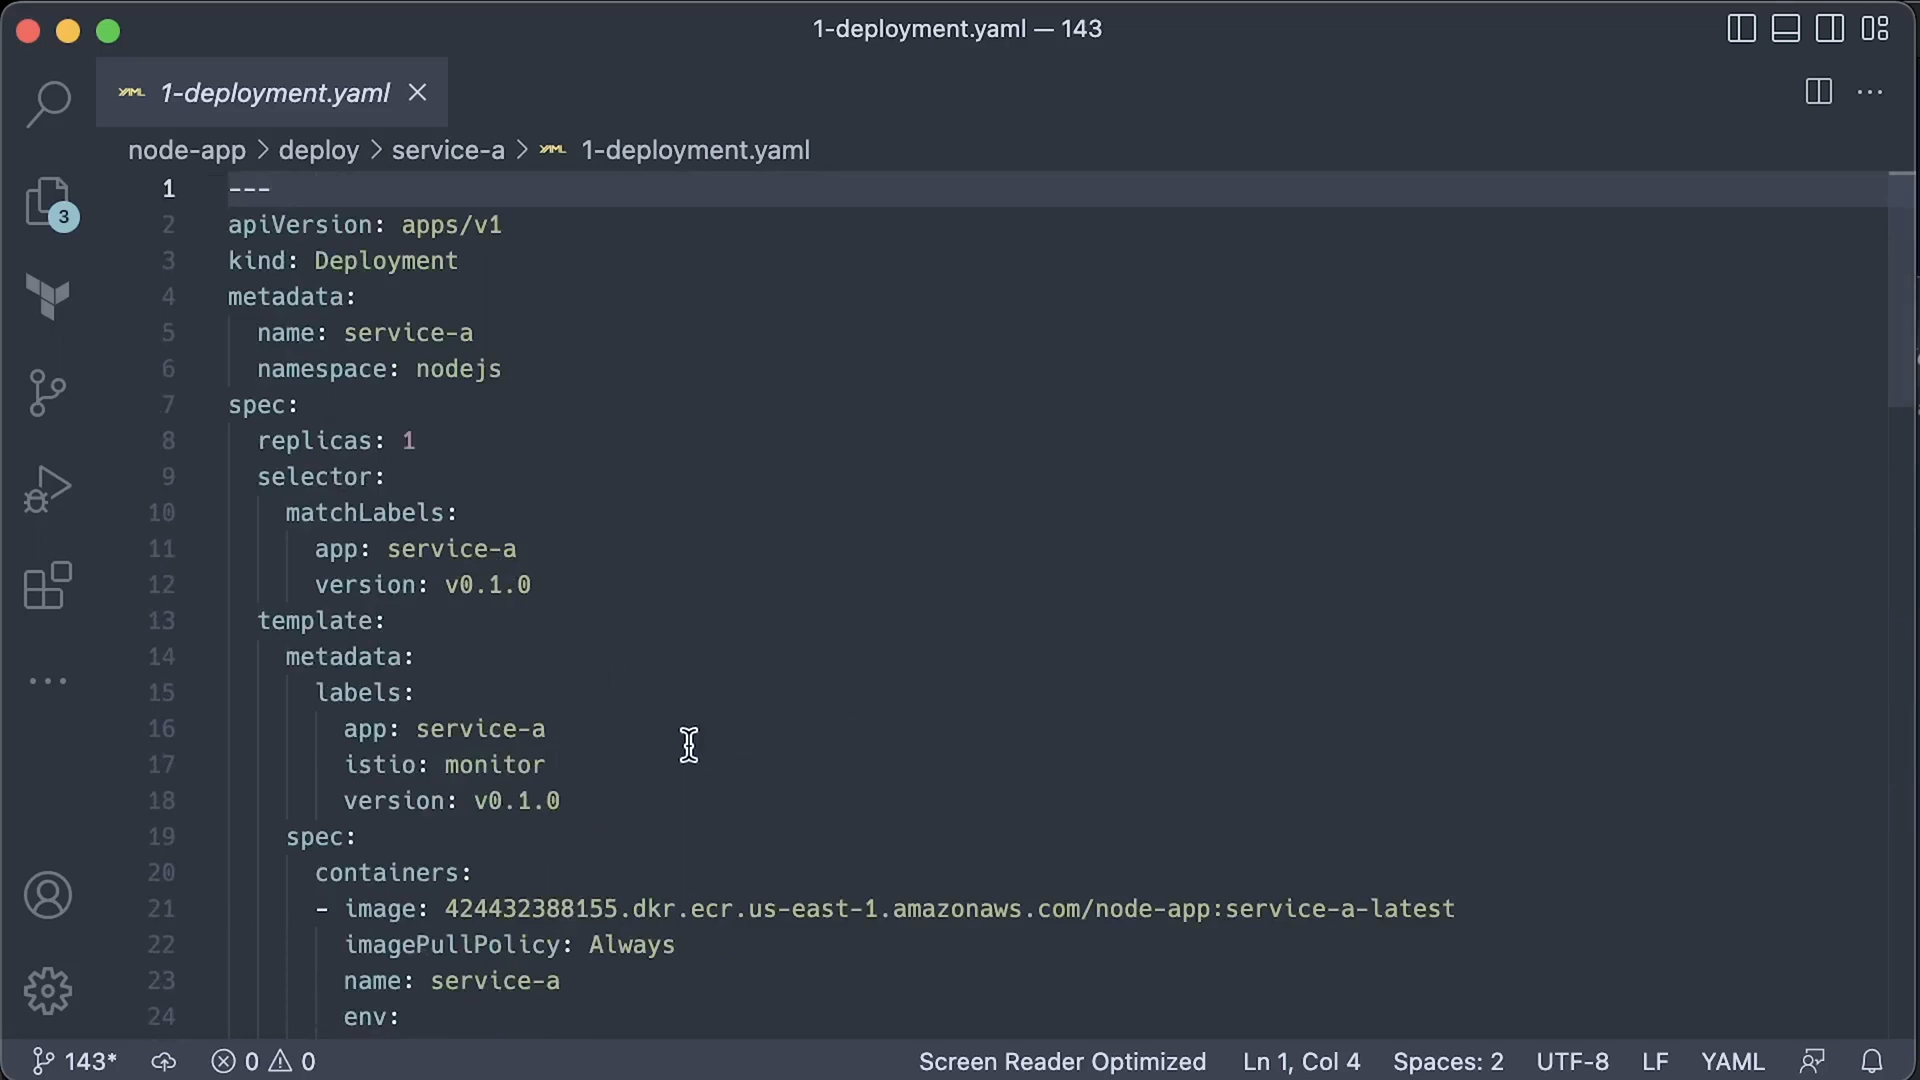 1-deployment.yaml — 143
YAML 1-deployment.yaml
node-app > deploy > service-a > YAML 1-deployment.yaml
3
1 ---
2 apiVersion: apps/v1
3 kind: Deployment
4 metadata:
5   name: service-a
6   namespace: nodejs
7 spec:
8   replicas: 1
9   selector:
10     matchLabels:
11       app: service-a
12       version: v0.1.0
13   template:
14     metadata:
15       labels:
16         app: service-a
17         istio: monitor
18         version: v0.1.0
19     spec:
20       containers:
21       - image: 424432388155.dkr.ecr.us-east-1.amazonaws.com/node-app:service-a-latest
22         imagePullPolicy: Always
23         name: service-a
24         env:
143* 0 0 Screen Reader Optimized Ln 1, Col 4 Spaces: 2 UTF-8 LF YAML